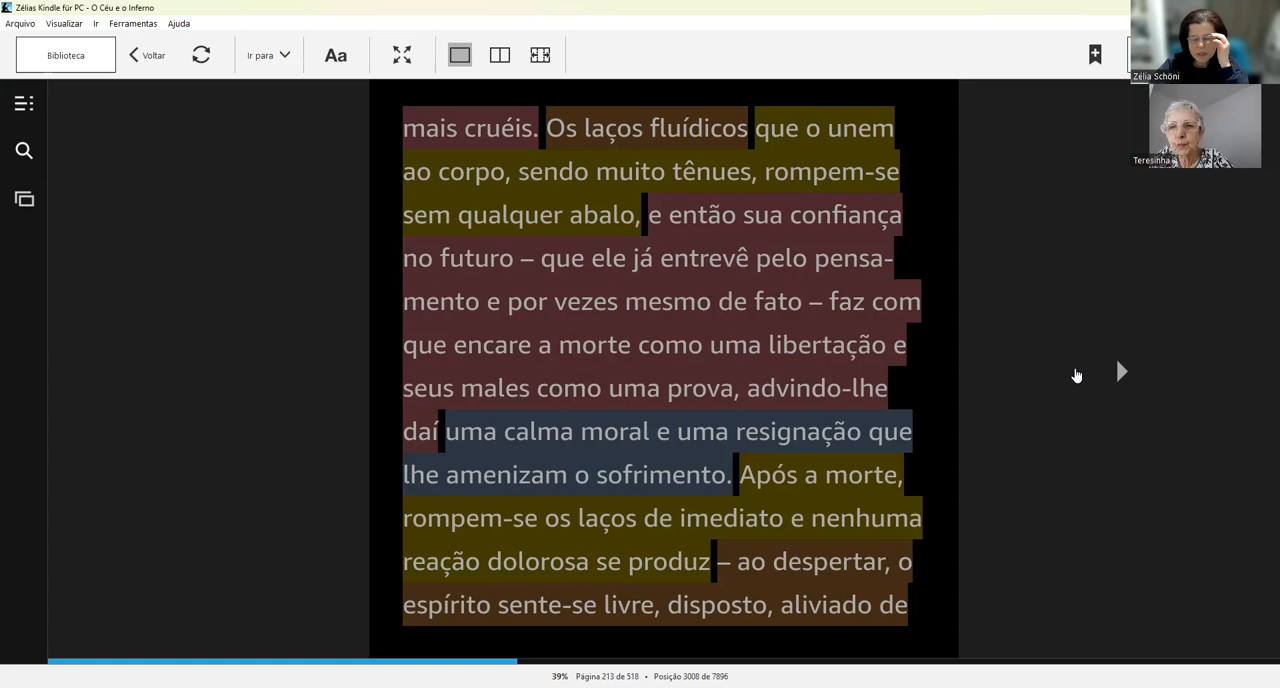 Zélias Kindle für PC - O Céu e o Inferno
Arquivo Visualizar Ir Ferramentas Ajuda
Biblioteca Voltar Ir para Aa
Zélia Schöni
Teresinha
mais cruéis. Os laços fluídicos que o unem
ao corpo, sendo muito tênues, rompem-se
sem qualquer abalo, e então sua confiança
no futuro – que ele já entrevê pelo pensa-
mento e por vezes mesmo de fato – faz com
que encare a morte como uma libertação e
seus males como uma prova, advindo-lhe
daí uma calma moral e uma resignação que
lhe amenizam o sofrimento. Após a morte,
rompem-se os laços de imediato e nenhuma
reação dolorosa se produz – ao despertar, o
espírito sente-se livre, disposto, aliviado de
39% Página 213 de 518 • Posição 3008 de 7896